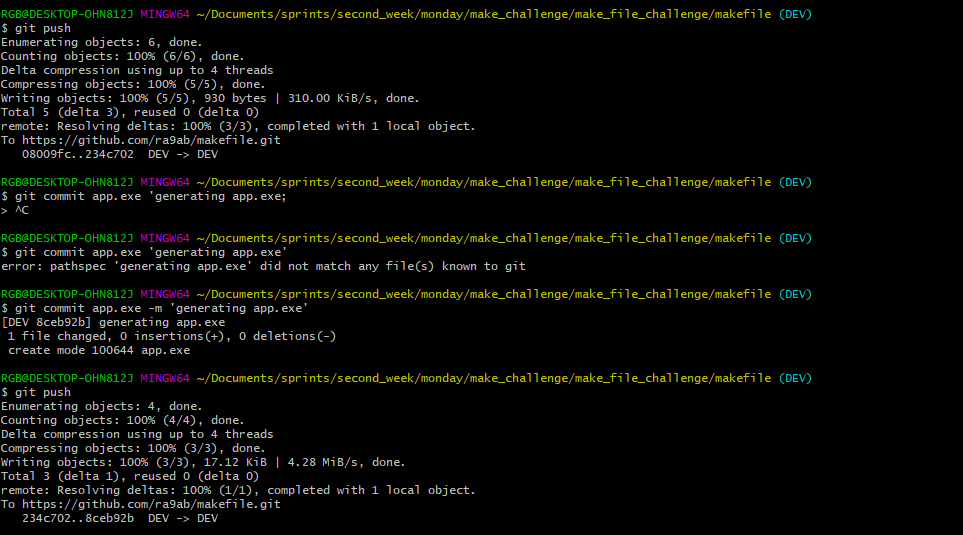 RGB@DESKTOP-OHN812J MINGW64 ~/Documents/sprints/second_week/monday/make_challenge/make_file_challenge/makefile (DEV)
$ git push
Enumerating objects: 6, done.
Counting objects: 100% (6/6), done.
Delta compression using up to 4 threads
Compressing objects: 100% (5/5), done.
Writing objects: 100% (5/5), 930 bytes | 310.00 KiB/s, done.
Total 5 (delta 3), reused 0 (delta 0)
remote: Resolving deltas: 100% (3/3), completed with 1 local object.
To https://github.com/ra9ab/makefile.git
   08009fc..234c702  DEV -> DEV
RGB@DESKTOP-OHN812J MINGW64 ~/Documents/sprints/second_week/monday/make_challenge/make_file_challenge/makefile (DEV)
$ git commit app.exe 'generating app.exe;
> ^C
RGB@DESKTOP-OHN812J MINGW64 ~/Documents/sprints/second_week/monday/make_challenge/make_file_challenge/makefile (DEV)
$ git commit app.exe 'generating app.exe'
error: pathspec 'generating app.exe' did not match any file(s) known to git
RGB@DESKTOP-OHN812J MINGW64 ~/Documents/sprints/second_week/monday/make_challenge/make_file_challenge/makefile (DEV)
$ git commit app.exe -m 'generating app.exe'
[DEV 8ceb92b] generating app.exe
 1 file changed, 0 insertions(+), 0 deletions(-)
 create mode 100644 app.exe
RGB@DESKTOP-OHN812J MINGW64 ~/Documents/sprints/second_week/monday/make_challenge/make_file_challenge/makefile (DEV)
$ git push
Enumerating objects: 4, done.
Counting objects: 100% (4/4), done.
Delta compression using up to 4 threads
Compressing objects: 100% (3/3), done.
Writing objects: 100% (3/3), 17.12 KiB | 4.28 MiB/s, done.
Total 3 (delta 1), reused 0 (delta 0)
remote: Resolving deltas: 100% (1/1), completed with 1 local object.
To https://github.com/ra9ab/makefile.git
   234c702..8ceb92b  DEV -> DEV